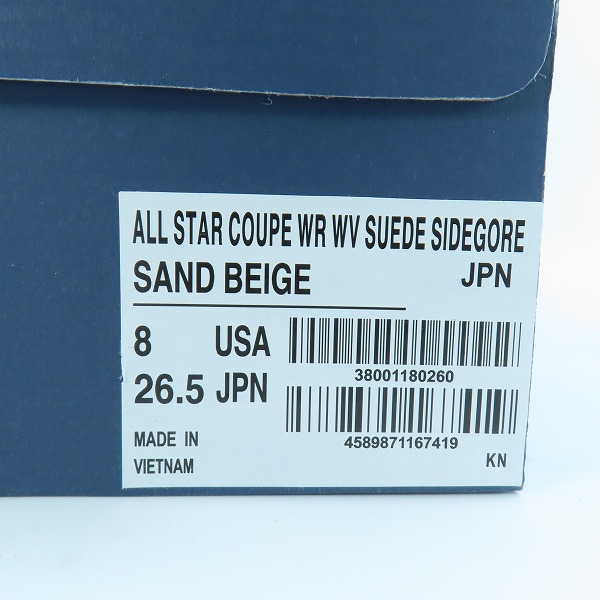 ALL STAR COUPE WR WV SUEDE SIDEGORE
SAND BEIGE JPN
8 USA
38001180260
26.5 JPN
4589871167419
MADE IN
VIETNAM
KN